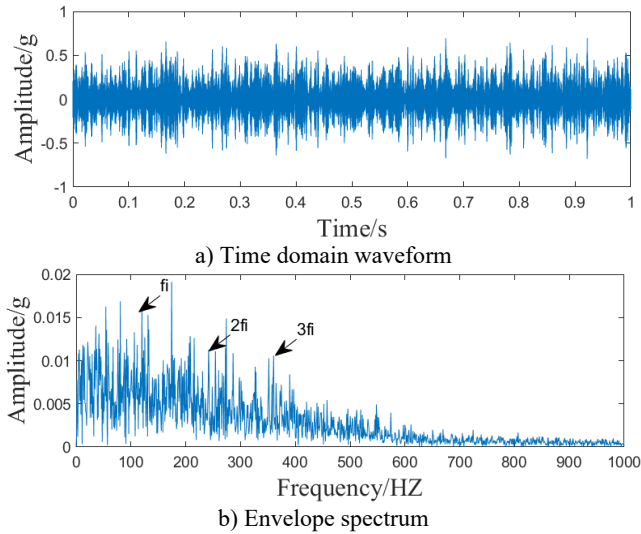 1
0.5
0
-0.5
-1
Amplitude/g
0 0.1 0.2 0.3 0.4 0.5 0.6 0.7 0.8 0.9 1
Time/s
a) Time domain waveform
0.02
0.015
0.01
0.005
0
Amplitude/g
fi
2fi
3fi
0 100 200 300 400 500 600 700 800 900 1000
Frequency/HZ
b) Envelope spectrum